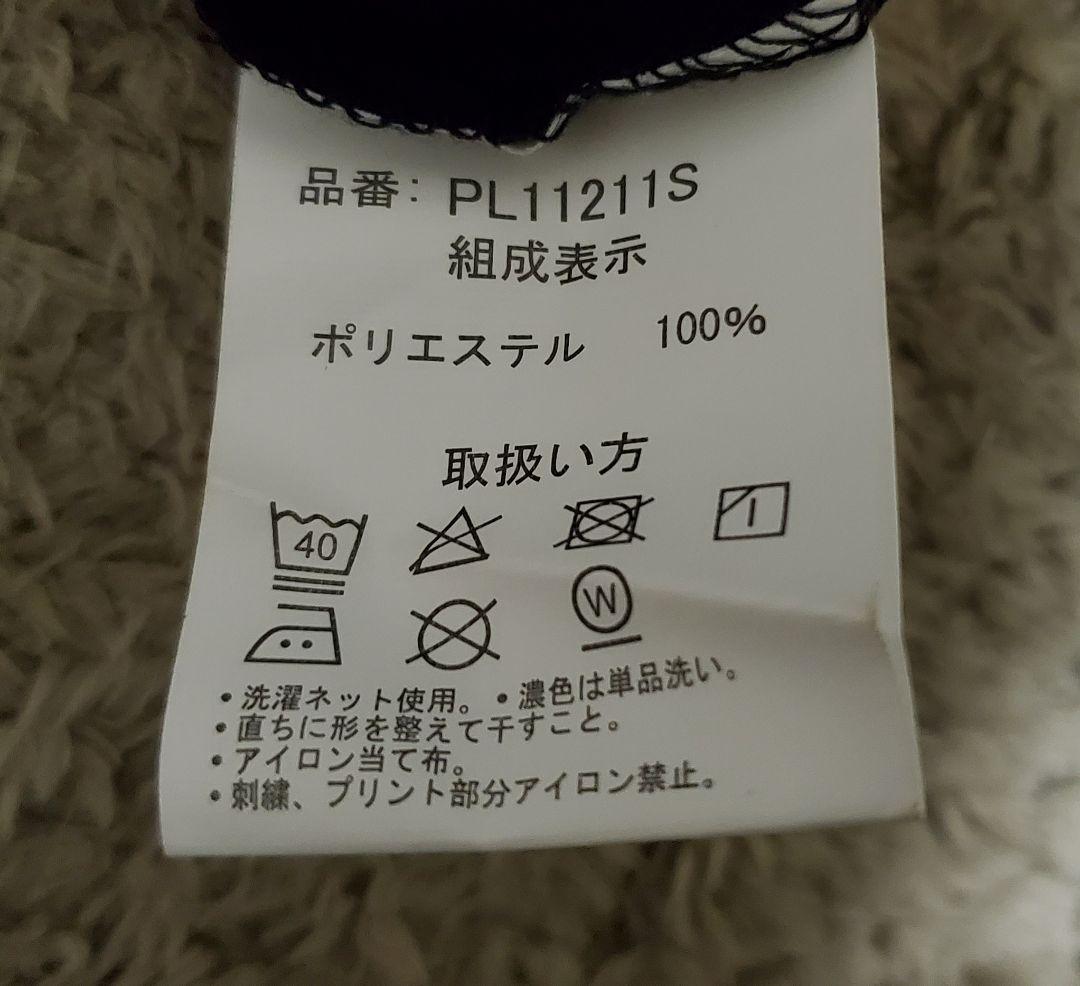 品番: PL11211S
組成表示
ポリエステル 100%
取扱い方
40
W
・洗濯ネット使用。・濃色は単品洗い。
・直ちに形を整えて干すこと。
・アイロン当て布。
・刺繍、プリント部分アイロン禁止。